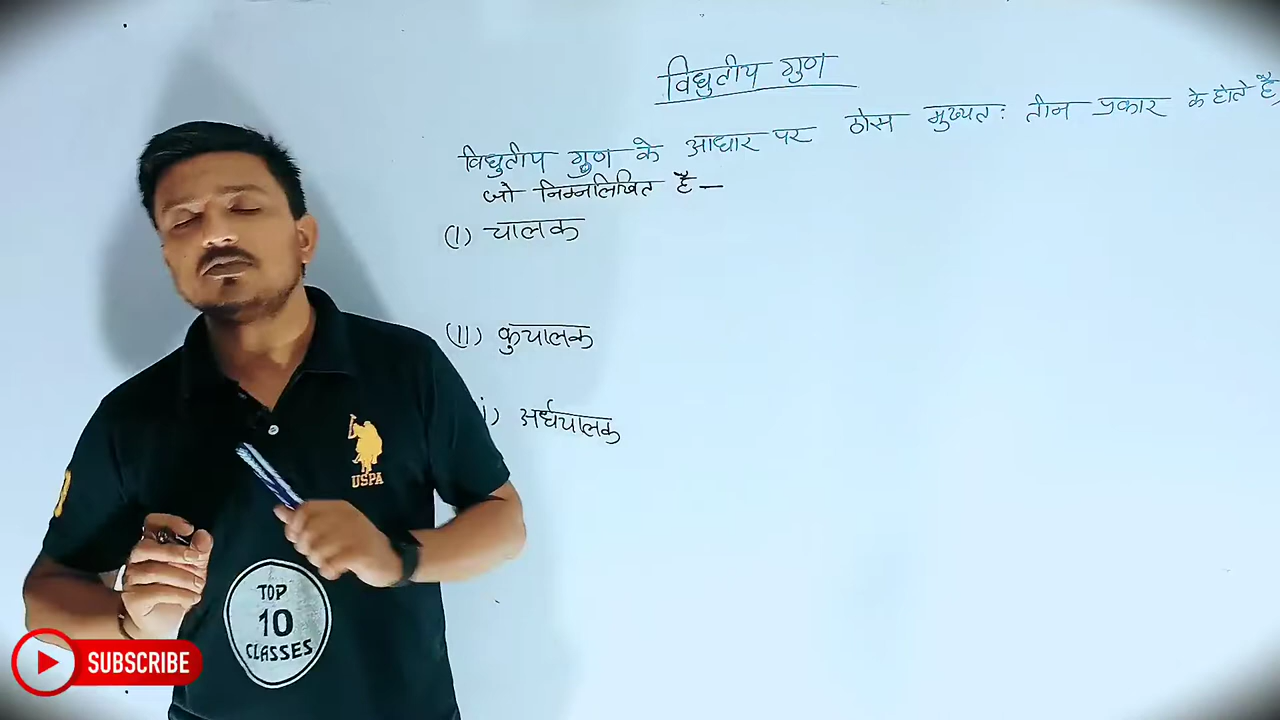 विधुतीय गुण
विधुतीय गुण के आधार पर ठोस मुख्यतः तीन प्रकार के होते है,
जो निम्नलिखित है –
(I) चालक
(II) कुचालक
i) अर्धचालक
USPA
TOP
10
CLASSES
SUBSCRIBE